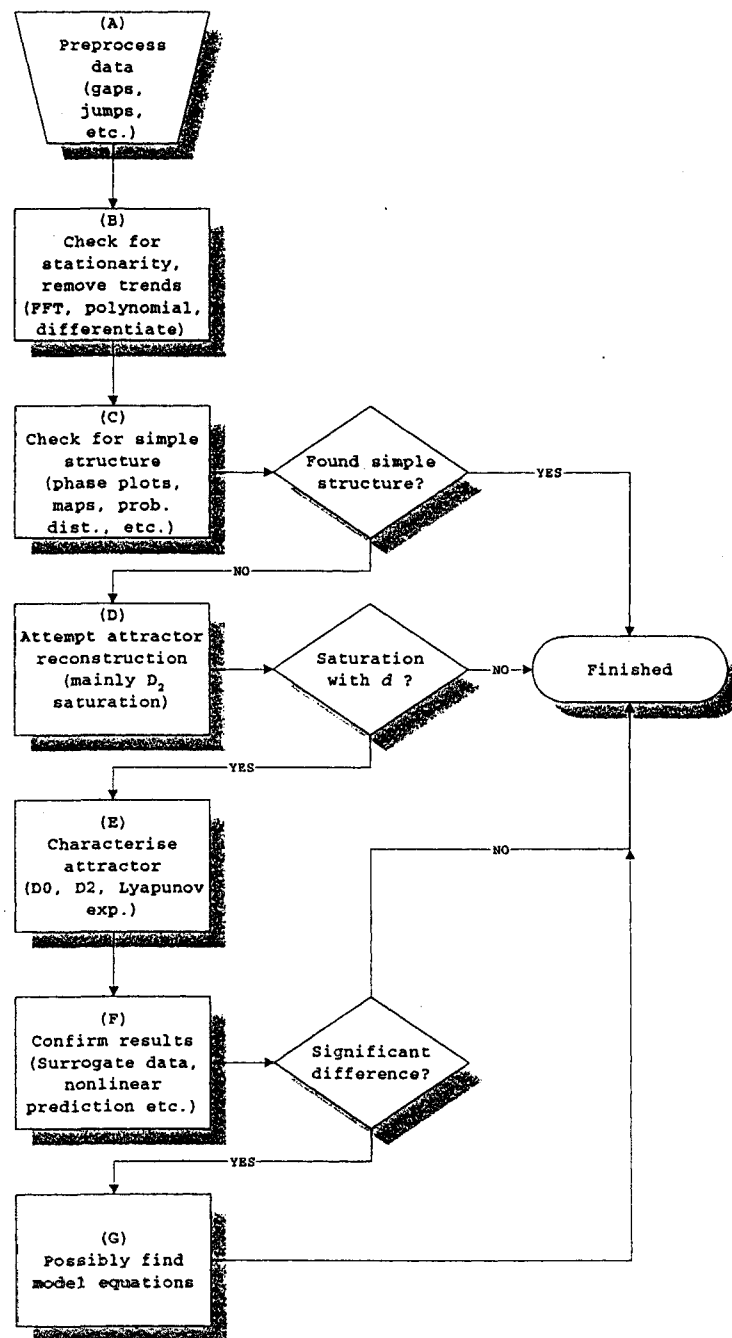 (A)
Preprocess
data
(gaps,
jumps,
etc.)
(B)
Check for
stationarity,
remove trends
(FFT, polynomial,
differentiate)
(C)
Check for simple
structure
(phase plots,
maps, prob.
dist., etc.)
Found simple
structure?
YES
NO
(D)
Attempt attractor
reconstruction
(mainly D₂
saturation)
Saturation
with d ?
NO
Finished
YES
(E)
Characterise
attractor
(D0, D2, Lyapunov
exp.)
NO
(F)
Confirm results
(Surrogate data,
nonlinear
prediction etc.)
Significant
difference?
YES
(G)
Possibly find
model equations